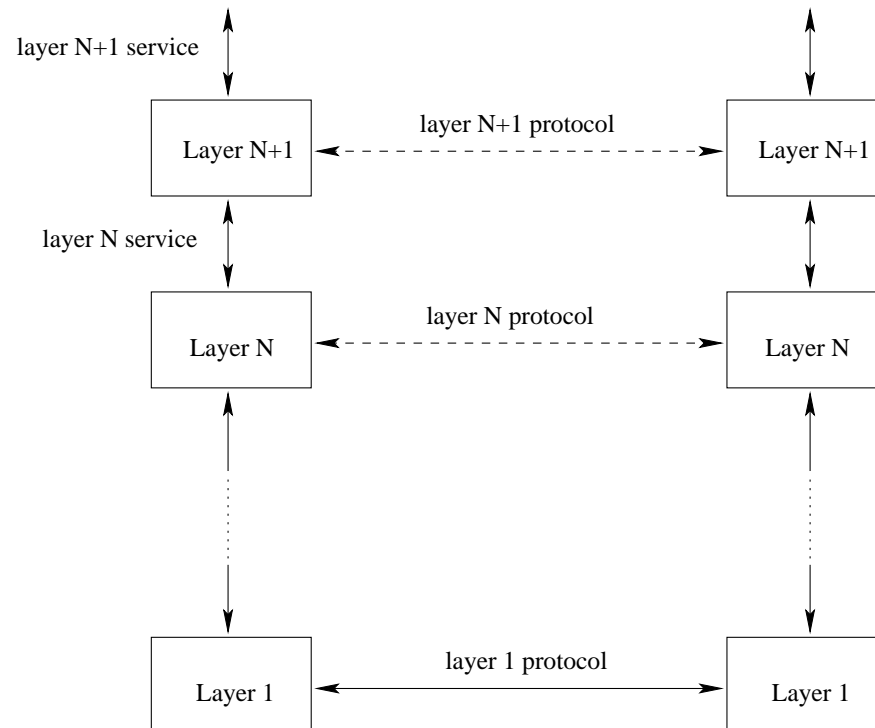 layer N+1 service
layer N+1 protocol
Layer N+1
Layer N+1
layer N service
layer N protocol
Layer N
Layer N
layer 1 protocol
Layer 1
Layer 1